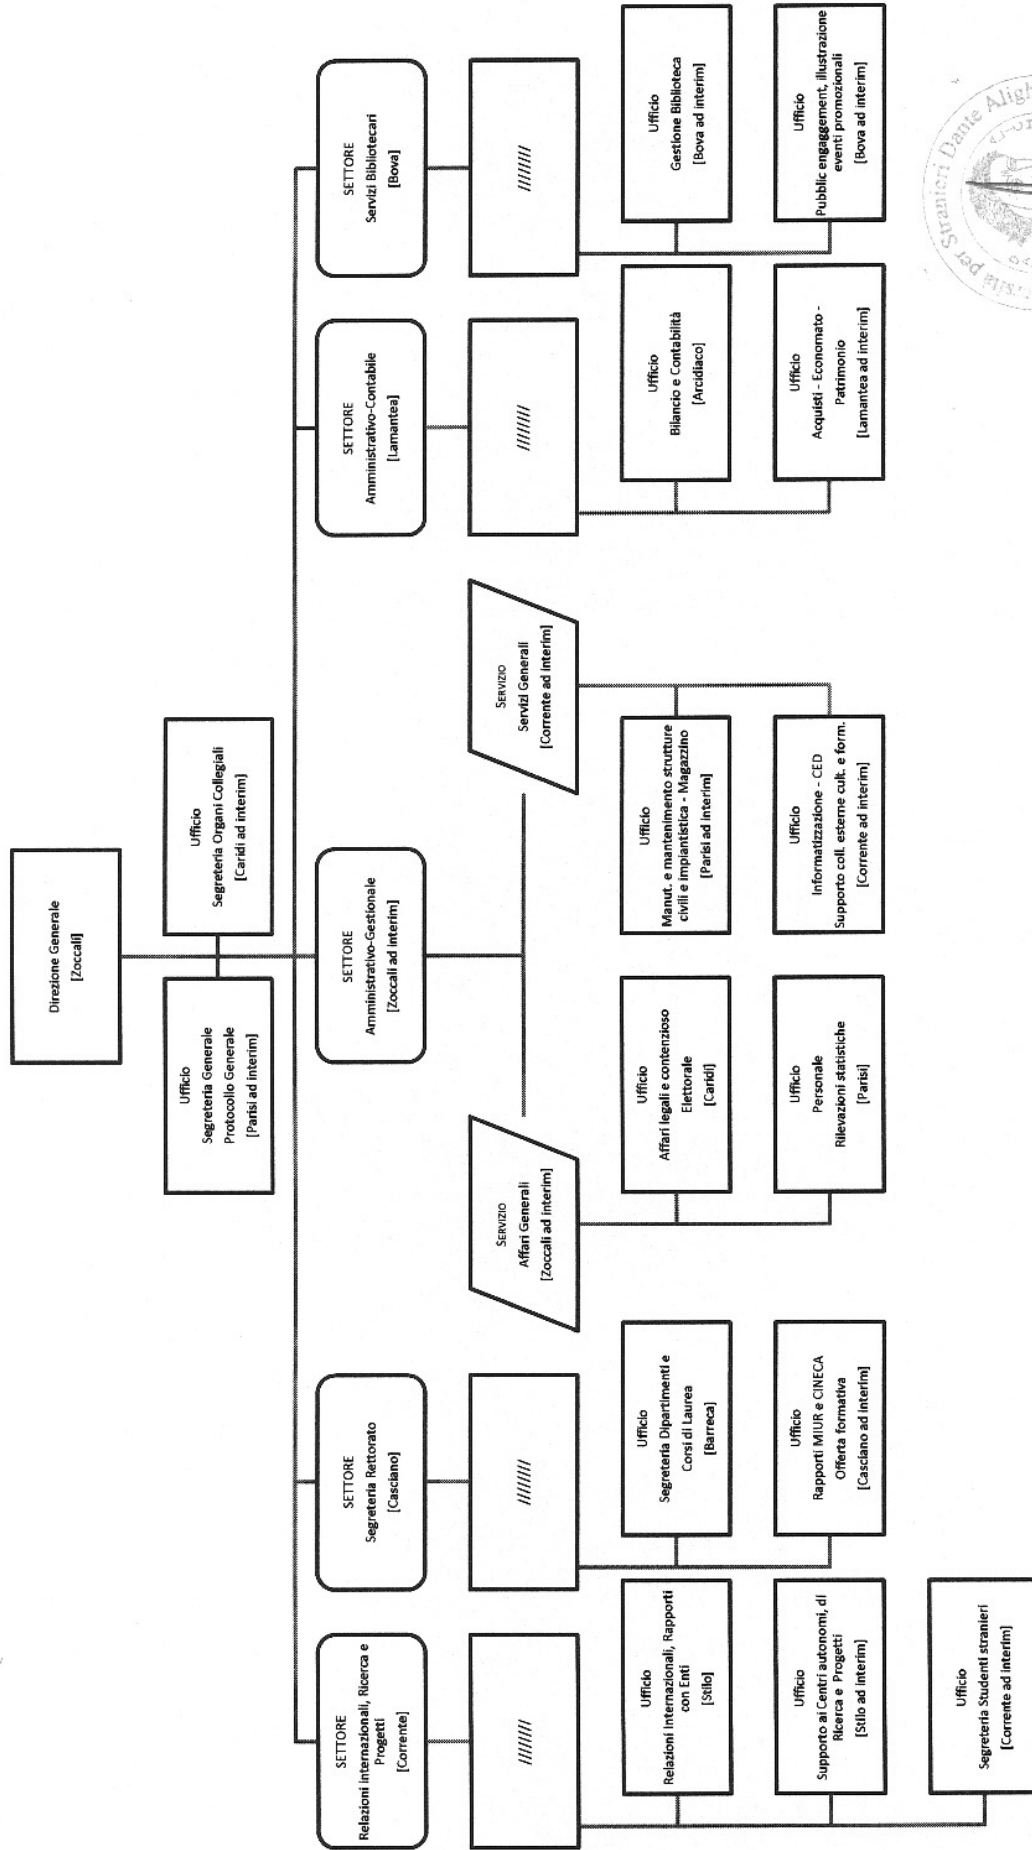 Direzione Generale
[Zoccali]
Ufficio
Segreteria Generale
Protocollo Generale
[Parisi ad interim]
Ufficio
Segreteria Organi Collegiali
[Caridi ad interim]
SETTORE
Relazioni internazionali, Ricerca e
Progetti
[Corrente]
SETTORE
Segreteria Rettorato
[Casciano]
SETTORE
Amministrativo-Gestionale
[Zoccali ad interim]
SETTORE
Amministrativo-Contabile
[Lamantea]
SETTORE
Servizi Bibliotecari
[Bova]
/////////
/////////
SERVIZIO
Affari Generali
[Zoccali ad interim]
SERVIZIO
Servizi Generali
[Corrente ad interim]
/////////
/////////
Ufficio
Relazioni Internazionali, Rapporti
con Enti
[Stilo]
Ufficio
Segreteria Dipartimenti e
Corsi di Laurea
[Barreca]
Ufficio
Affari legali e contenzioso
Elettorale
[Caridi]
Ufficio
Manut. e mantenimento strutture
civili e impiantistica - Magazzino
[Parisi ad interim]
Ufficio
Bilancio e Contabilità
[Arcidiaco]
Ufficio
Gestione Biblioteca
[Bova ad interim]
Ufficio
Supporto ai Centri autonomi, di
Ricerca e Progetti
[Stilo ad interim]
Ufficio
Rapporti MIUR e CINECA
Offerta formativa
[Casciano ad interim]
Ufficio
Personale
Rilevazioni statistiche
[Parisi]
Ufficio
Informatizzazione - CED
Supporto coll. esterne cult. e form.
[Corrente ad interim]
Ufficio
Acquisti - Economato -
Patrimonio
[Lamantea ad interim]
Ufficio
Pubblic engaggement, illustrazione
eventi promozionali
[Bova ad interim]
Ufficio
Segreteria Studenti stranieri
[Corrente ad interim]
per Stranieri Dante